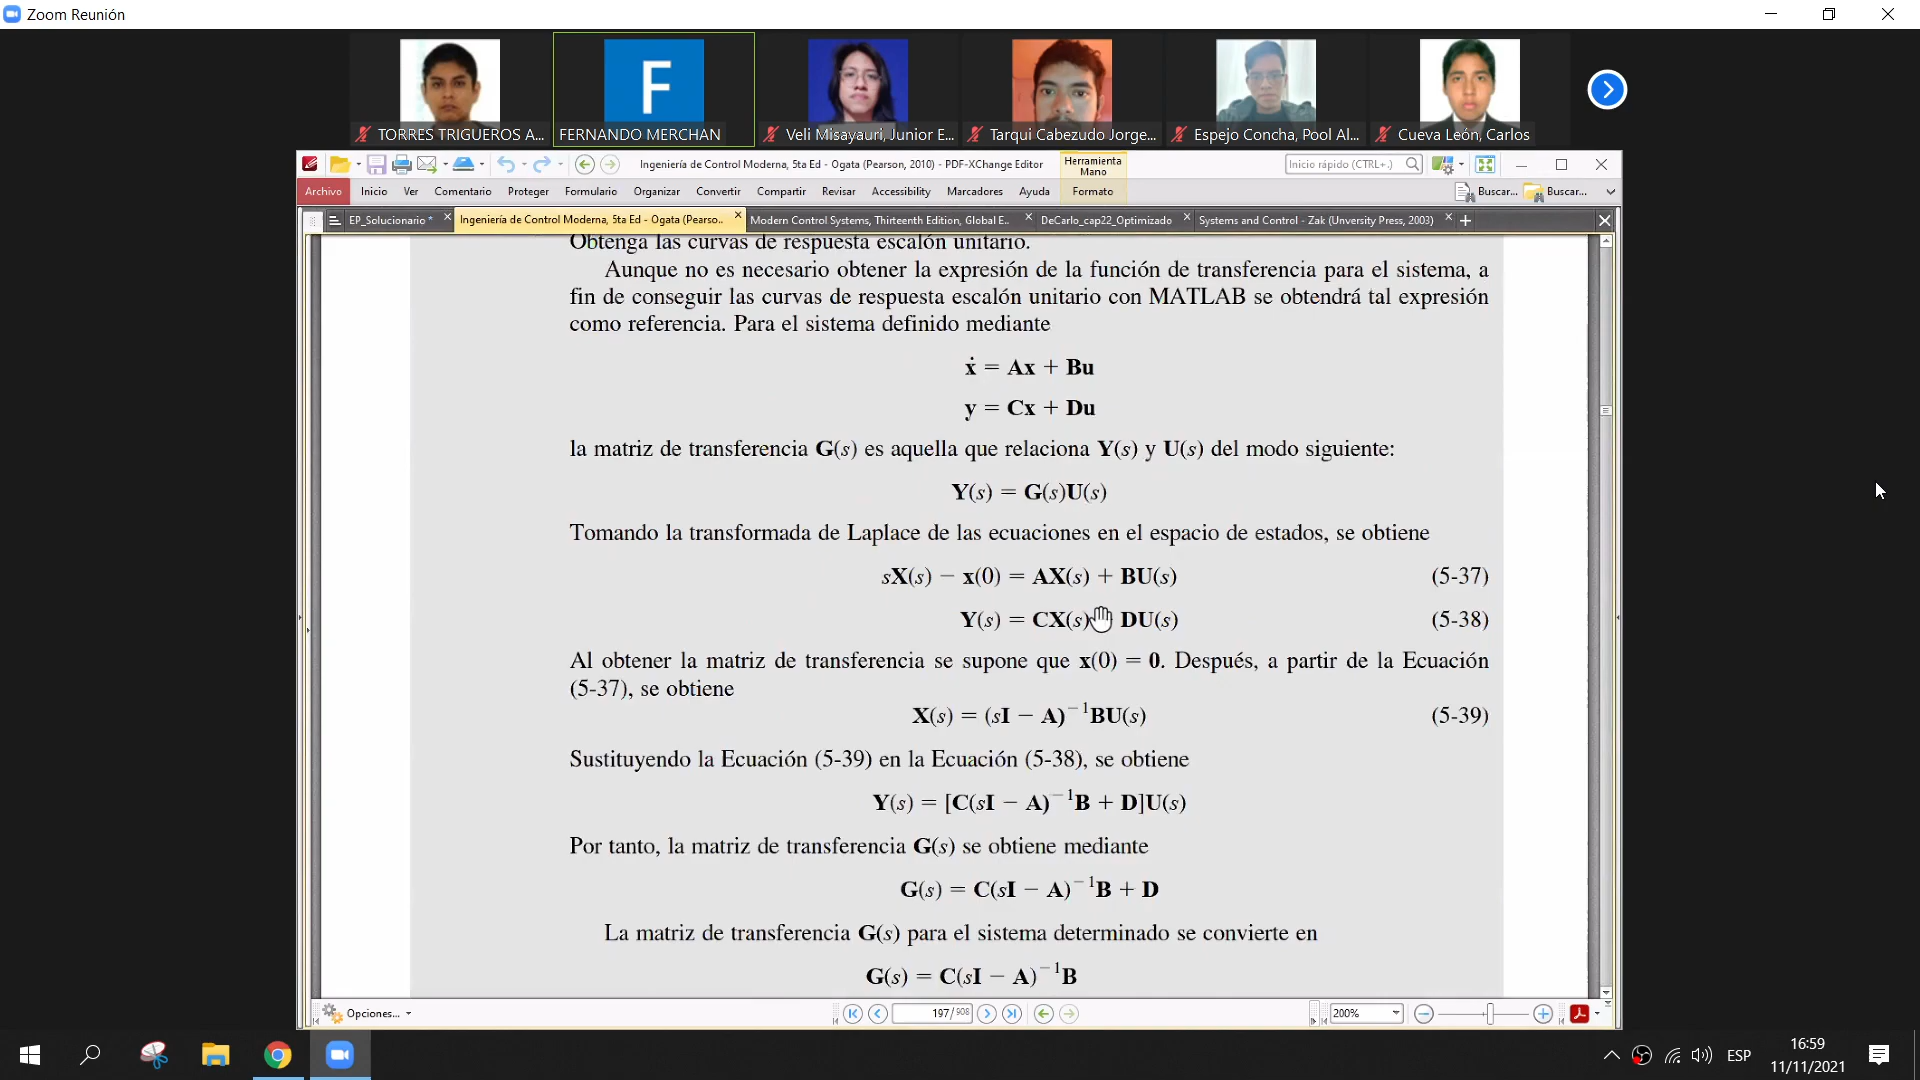 Zoom Reunión
TORRES TRIGUEROS A...
F
FERNANDO MERCHAN
Veli Misayauri, Junior E...
Tarqui Cabezudo Jorge...
Espejo Concha, Pool Al...
Cueva León, Carlos
Ingeniería de Control Moderna, 5ta Ed - Ogata (Pearson, 2010) - PDF-XChange Editor
Herramienta Mano
Inicio rápido (CTRL+.)
Archivo Inicio Ver Comentario Proteger Formulario Organizar Convertir Compartir Revisar Accessibility Marcadores Ayuda Formato Buscar... Buscar...
EP_Solucionario * Ingeniería de Control Moderna, 5ta Ed - Ogata (Pearso.. Modern Control Systems, Thirteenth Edition, Global E.. DeCarlo_cap22_Optimizado Systems and Control - Zak (Unversity Press, 2003)
Obtenga las curvas de respuesta escalón unitario.
Aunque no es necesario obtener la expresión de la función de transferencia para el sistema, a
fin de conseguir las curvas de respuesta escalón unitario con MATLAB se obtendrá tal expresión
como referencia. Para el sistema definido mediante
ẋ = Ax + Bu
y = Cx + Du
la matriz de transferencia G(s) es aquella que relaciona Y(s) y U(s) del modo siguiente:
Y(s) = G(s)U(s)
Tomando la transformada de Laplace de las ecuaciones en el espacio de estados, se obtiene
sX(s) − x(0) = AX(s) + BU(s) (5-37)
Y(s) = CX(s) DU(s) (5-38)
Al obtener la matriz de transferencia se supone que x(0) = 0. Después, a partir de la Ecuación
(5-37), se obtiene
X(s) = (sI − A)⁻¹BU(s) (5-39)
Sustituyendo la Ecuación (5-39) en la Ecuación (5-38), se obtiene
Y(s) = [C(sI − A)⁻¹B + D]U(s)
Por tanto, la matriz de transferencia G(s) se obtiene mediante
G(s) = C(sI − A)⁻¹B + D
La matriz de transferencia G(s) para el sistema determinado se convierte en
G(s) = C(sI − A)⁻¹B
Opciones... 197/908 200%
ESP
16:59
11/11/2021